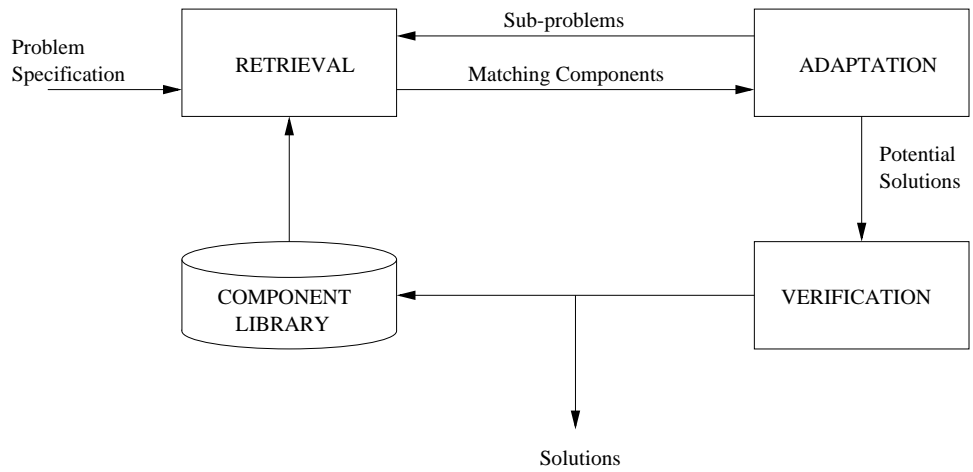 Problem
Specification
RETRIEVAL
Sub-problems
Matching Components
ADAPTATION
Potential
Solutions
COMPONENT
LIBRARY
VERIFICATION
Solutions